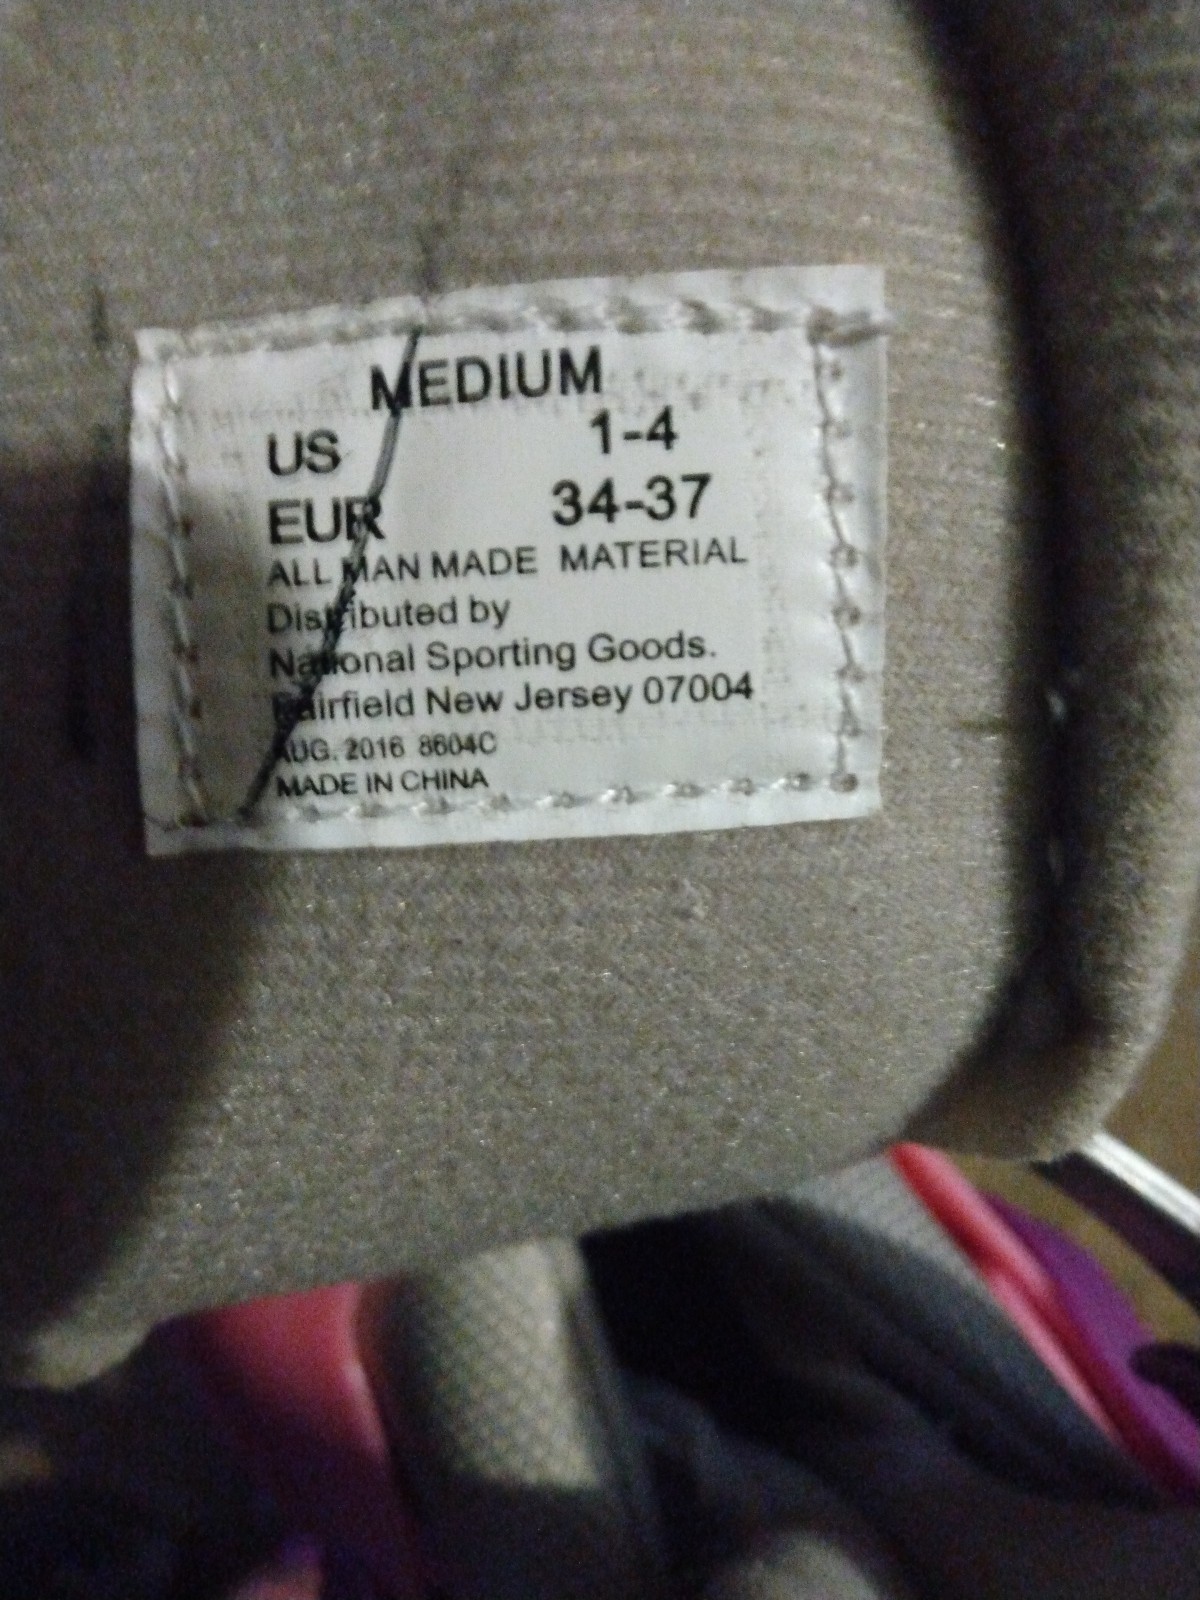 MEDIUM
US 1-4
EUR 34-37
ALL MAN MADE MATERIAL
Distributed by
National Sporting Goods.
Fairfield New Jersey 07004
AUG. 2016 8604C
MADE IN CHINA